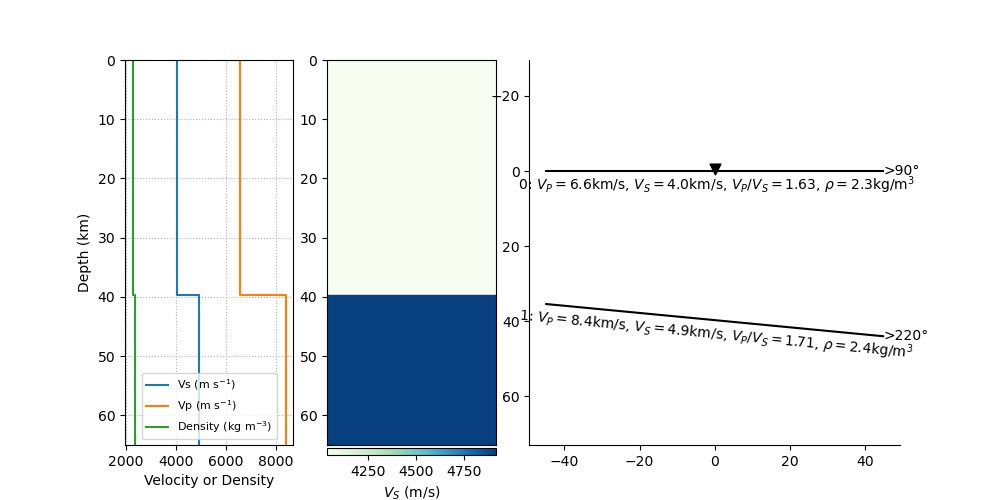 0
10
20
30
40
50
60
Depth (km)
2000 4000 6000 8000
Velocity or Density
Vs (m s⁻¹)
Vp (m s⁻¹)
Density (kg m⁻³)
0
10
20
30
40
50
60
4250 4500 4750
V_S (m/s)
−20
0
20
40
60
−40 −20 0 20 40
>90°
0: V_P = 6.6km/s, V_S = 4.0km/s, V_P/V_S = 1.63, ρ = 2.3kg/m³
>220°
1: V_P = 8.4km/s, V_S = 4.9km/s, V_P/V_S = 1.71, ρ = 2.4kg/m³